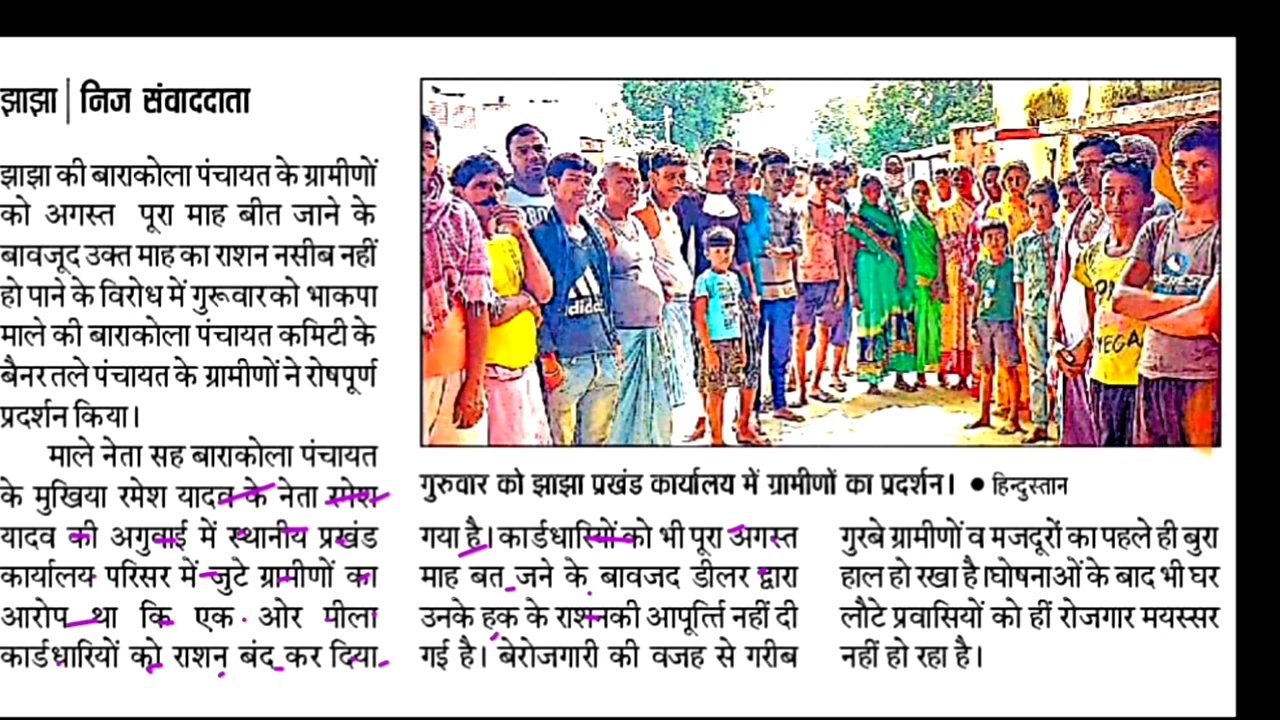 झाझा | निज संवाददाता
झाझा की बाराकोला पंचायत के ग्रामीणों
को अगस्त पूरा माह बीत जाने के
बावजूद उक्त माह का राशन नसीब नहीं
हो पाने के विरोध में गुरूवार को भाकपा
माले की बाराकोला पंचायत कमिटी के
बैनर तले पंचायत के ग्रामीणों ने रोषपूर्ण
प्रदर्शन किया।
माले नेता सह बाराकोला पंचायत
के मुखिया रमेश यादव के नेता रमेश
यादव की अगुवाई में स्थानीय प्रखंड
कार्यालय परिसर में जुटे ग्रामीणों का
आरोप था कि एक ओर पीला
कार्डधारियों को राशन बंद कर दिया
गुरुवार को झाझा प्रखंड कार्यालय में ग्रामीणों का प्रदर्शन। ● हिन्दुस्तान
गया है। कार्डधारियों को भी पूरा अगस्त
माह बत जने के बावजद डीलर द्वारा
उनके हक के राशनकी आपूर्त्ति नहीं दी
गई है। बेरोजगारी की वजह से गरीब
गुरबे ग्रामीणों व मजदूरों का पहले ही बुरा
हाल हो रखा है।घोषनाओं के बाद भी घर
लौटे प्रवासियों को हीं रोजगार मयस्सर
नहीं हो रहा है।